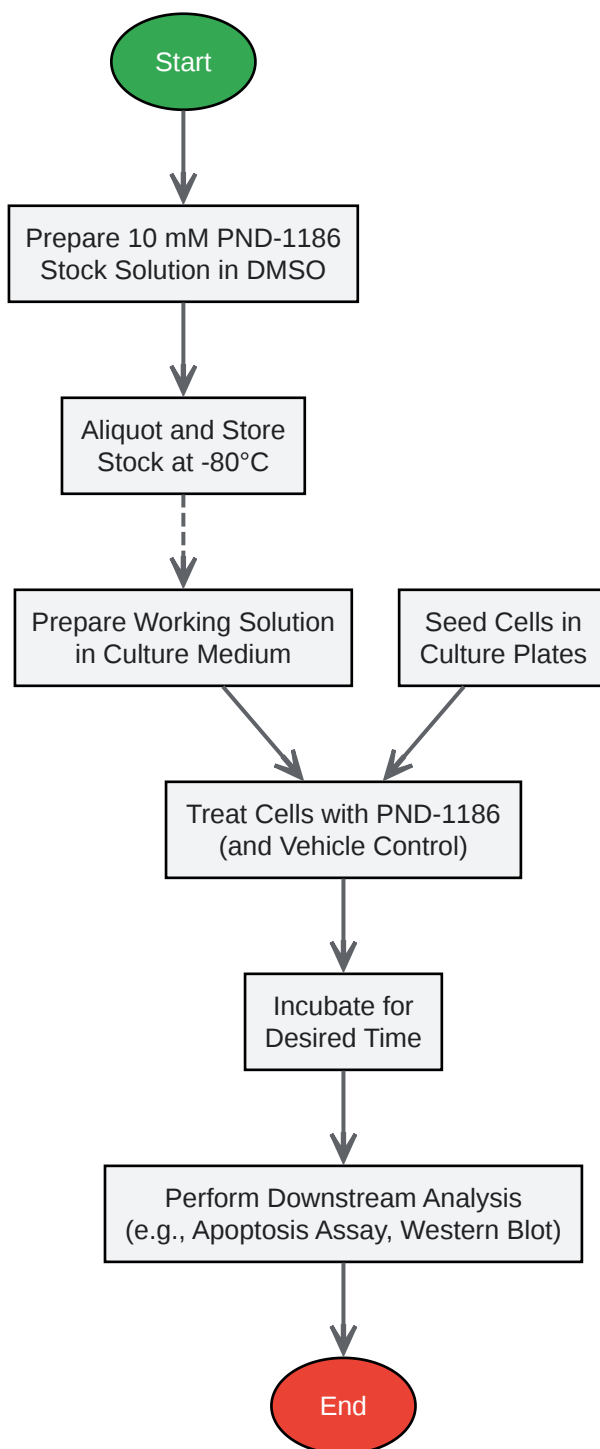 Start
Prepare 10 mM PND-1186
Stock Solution in DMSO
Aliquot and Store
Stock at -80°C
Prepare Working Solution
in Culture Medium
Seed Cells in
Culture Plates
Treat Cells with PND-1186
(and Vehicle Control)
Incubate for
Desired Time
Perform Downstream Analysis
(e.g., Apoptosis Assay, Western Blot)
End